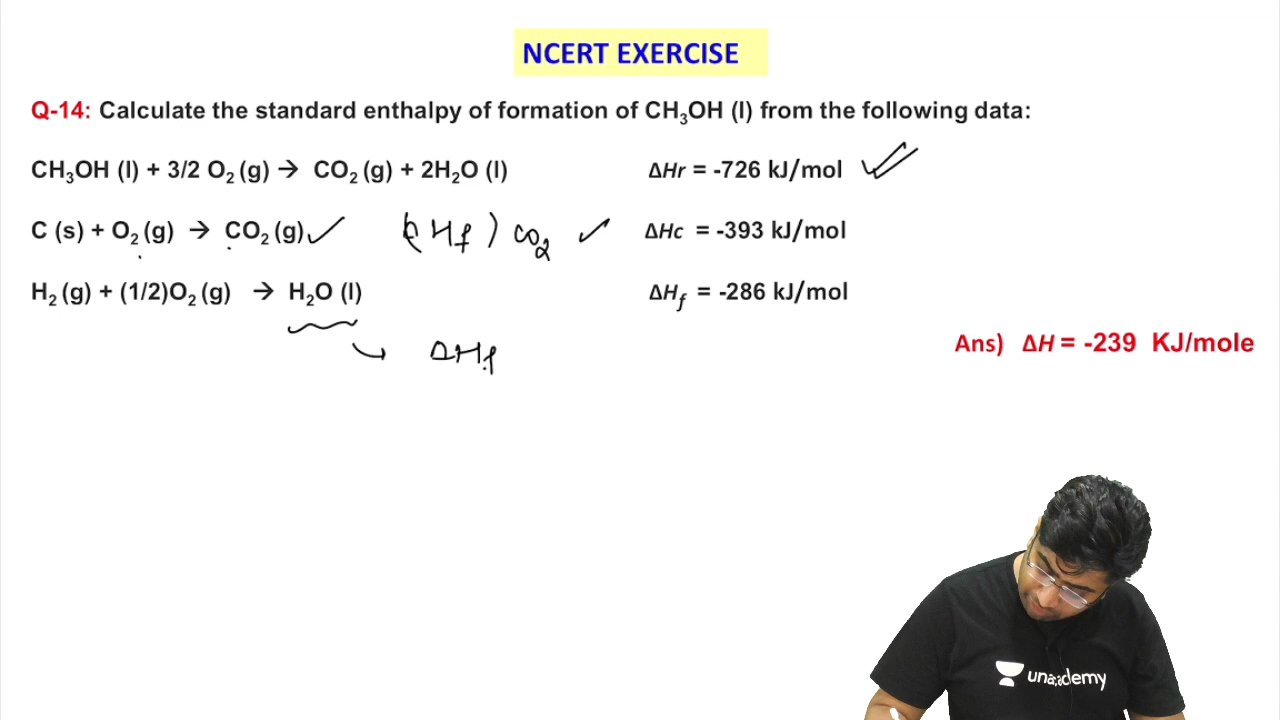 NCERT EXERCISE
Q-14: Calculate the standard enthalpy of formation of CH₃OH (l) from the following data:
CH₃OH (l) + 3/2 O₂ (g) → CO₂ (g) + 2H₂O (l) ΔHr = -726 kJ/mol
C (s) + O₂ (g) → CO₂ (g) (Hf) CO₂ ΔHc = -393 kJ/mol
H₂ (g) + (1/2)O₂ (g) → H₂O (l) ΔHf = -286 kJ/mol
Ans) ΔH = -239 KJ/mole
ΔHf
unacademy